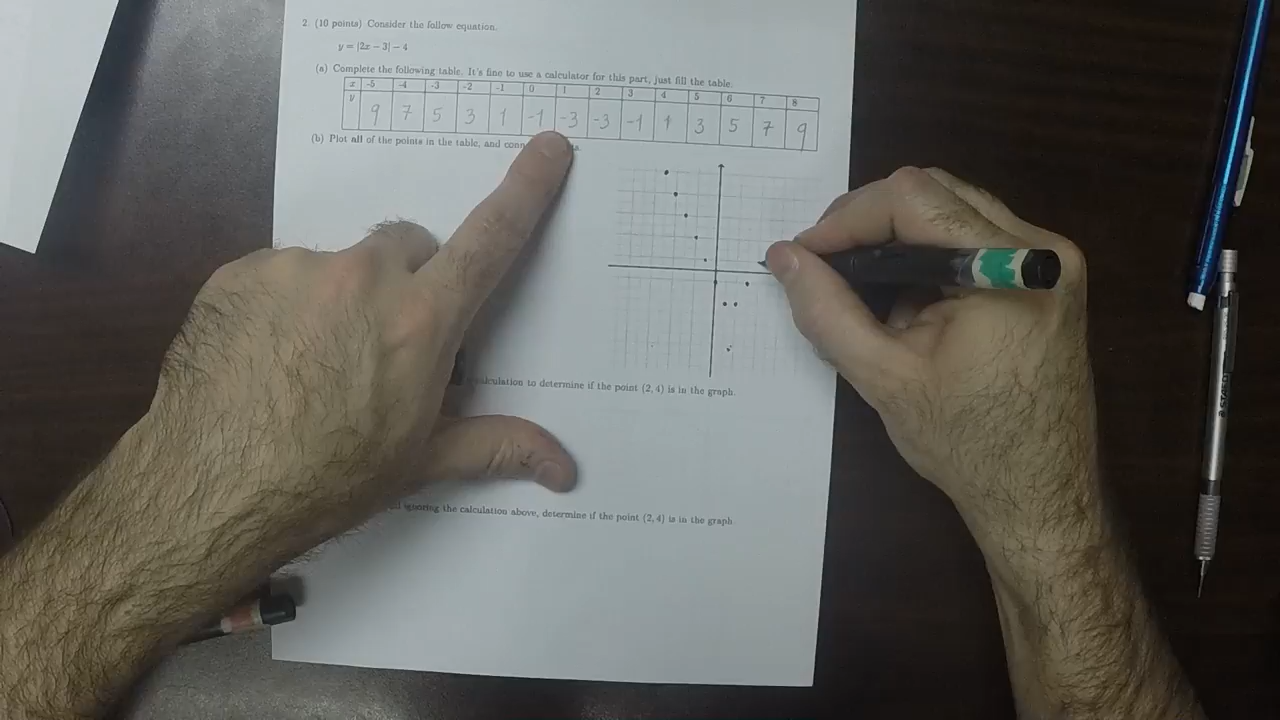 2. (10 points) Consider the follow equation.
y = |2x − 3| − 4
(a) Complete the following table. It's fine to use a calculator for this part, just fill the table.
x -5 -4 -3 -2 -1 0 1 2 3 4 5 6 7 8
y 9 7 5 3 1 -1 -3 -3 -1 1 3 5 7 9
(b) Plot all of the points in the table, and
calculation to determine if the point (2, 4) is in the graph.
ignoring the calculation above, determine if the point (2, 4) is in the graph